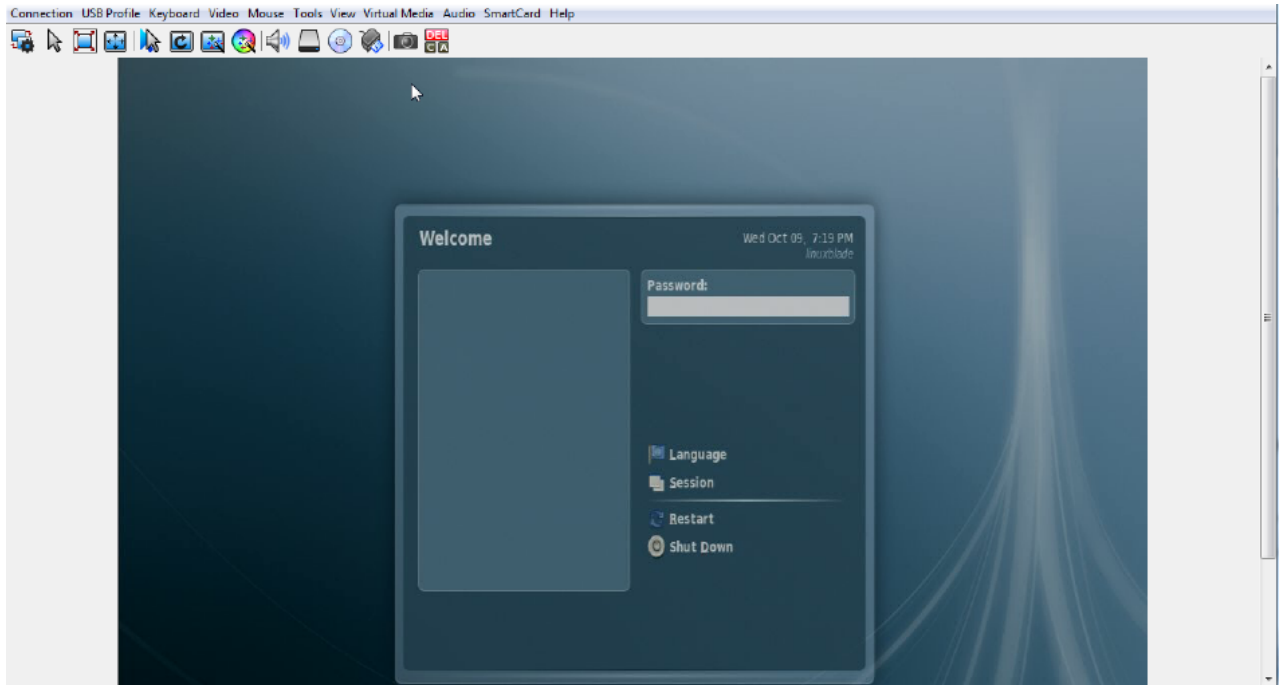 Connection USB Profile Keyboard Video Mouse Tools View Virtual Media Audio SmartCard Help
DEL
C A
Welcome
Wed Oct 09, 7:19 PM
linuxblade
Password:
Language
Session
Restart
Shut Down